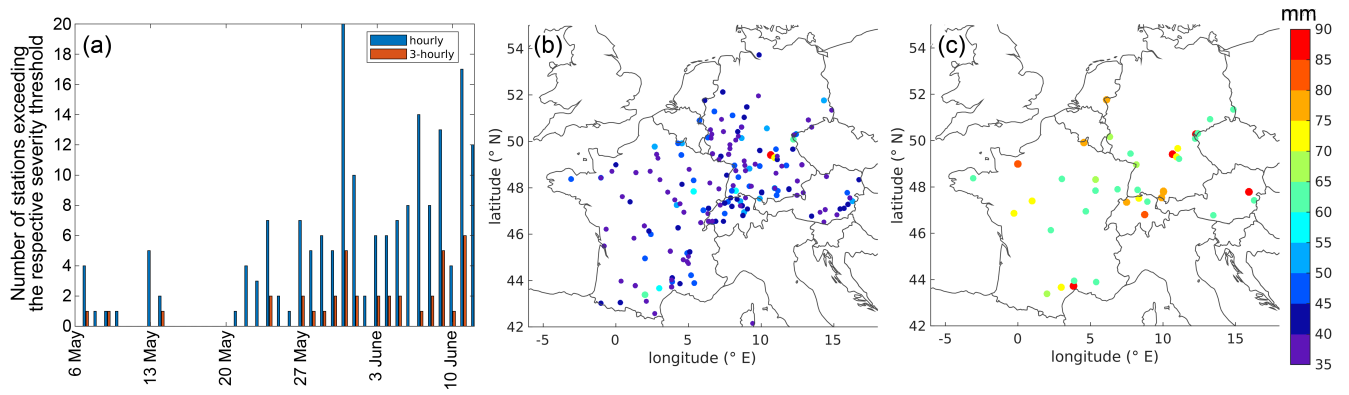 (a)
hourly
3-hourly
Number of stations exceeding
the respective severity threshold
20
18
16
14
12
10
8
6
4
2
0
6 May
13 May
20 May
27 May
3 June
10 June
(b)
latitude (° N)
54
52
50
48
46
44
42
-5
0
5
10
15
longitude (° E)
(c)
latitude (° N)
54
52
50
48
46
44
42
-5
0
5
10
15
longitude (° E)
mm
90
85
80
75
70
65
60
55
50
45
40
35